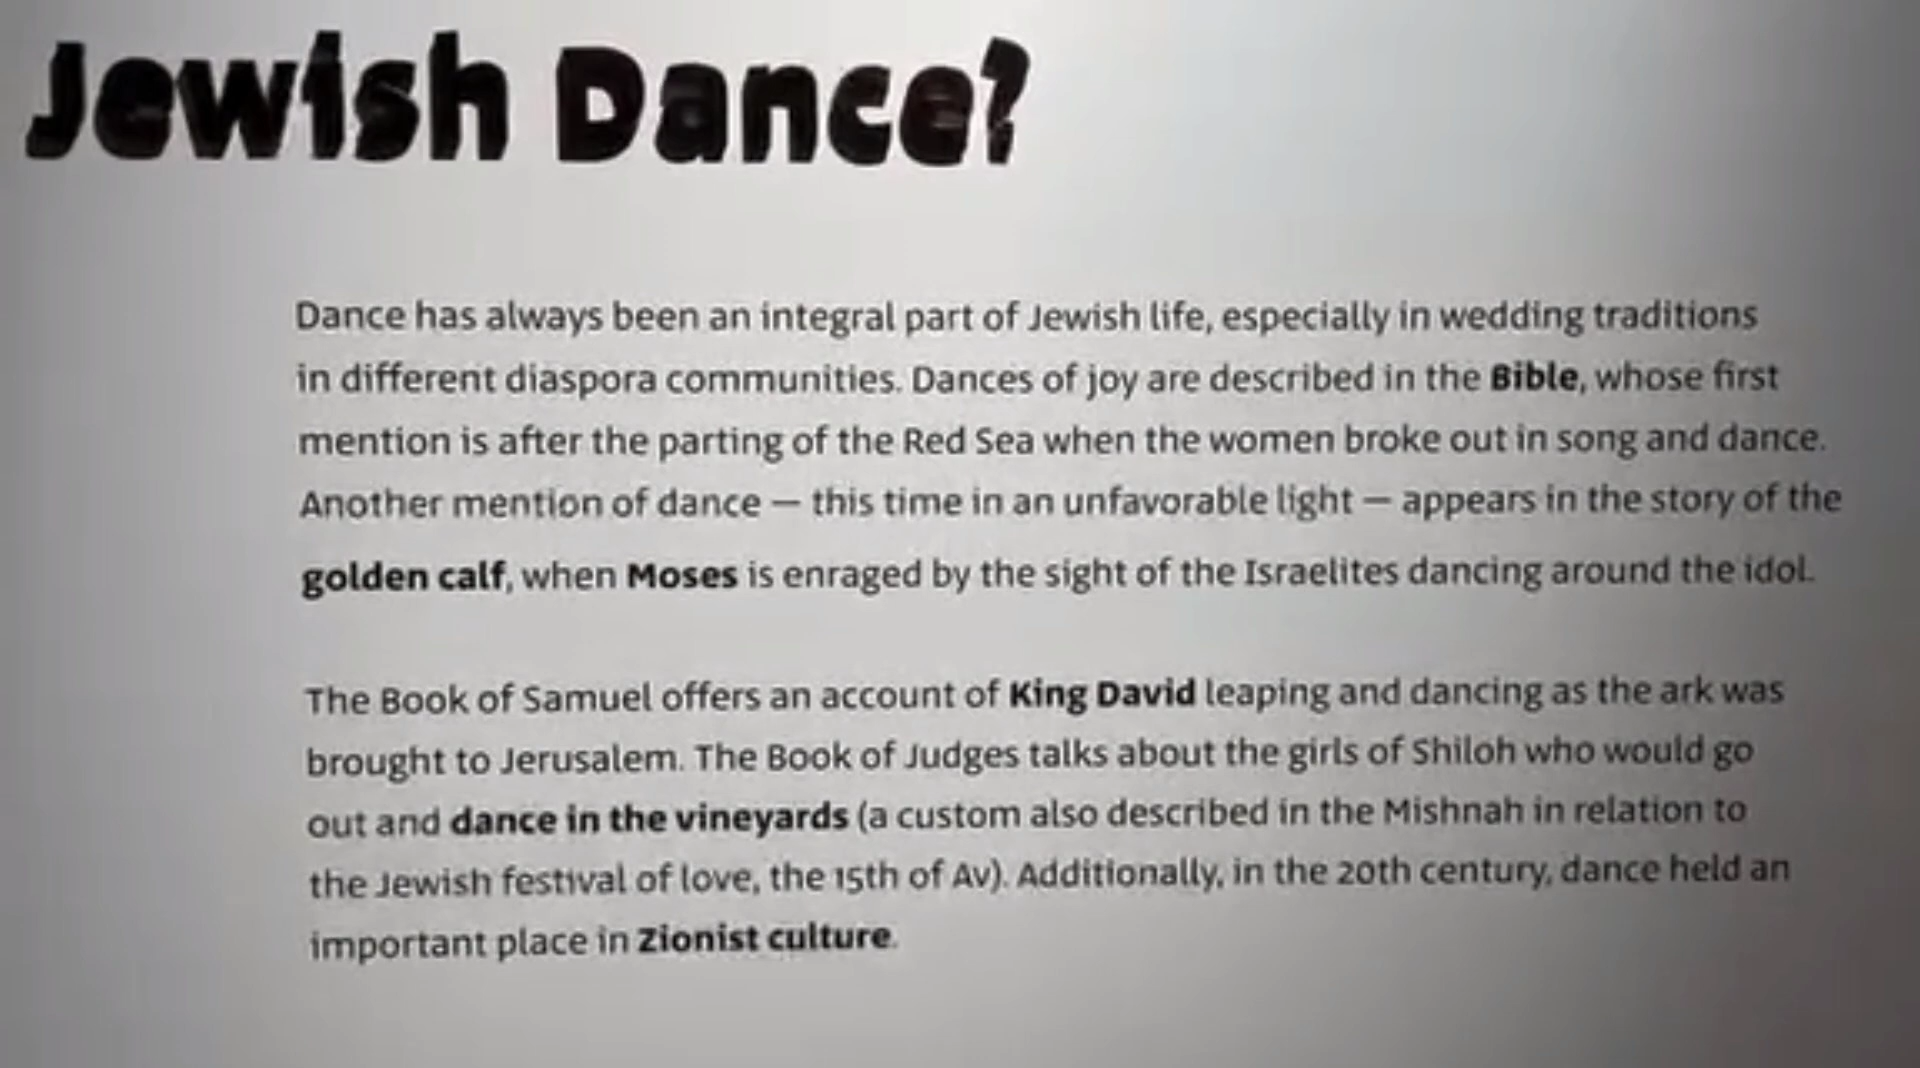 Jewish Dance?
Dance has always been an integral part of Jewish life, especially in wedding traditions
in different diaspora communities. Dances of joy are described in the Bible, whose first
mention is after the parting of the Red Sea when the women broke out in song and dance.
Another mention of dance — this time in an unfavorable light — appears in the story of the
golden calf, when Moses is enraged by the sight of the Israelites dancing around the idol.
The Book of Samuel offers an account of King David leaping and dancing as the ark was
brought to Jerusalem. The Book of Judges talks about the girls of Shiloh who would go
out and dance in the vineyards (a custom also described in the Mishnah in relation to
the Jewish festival of love, the 15th of Av). Additionally, in the 20th century, dance held an
important place in Zionist culture.